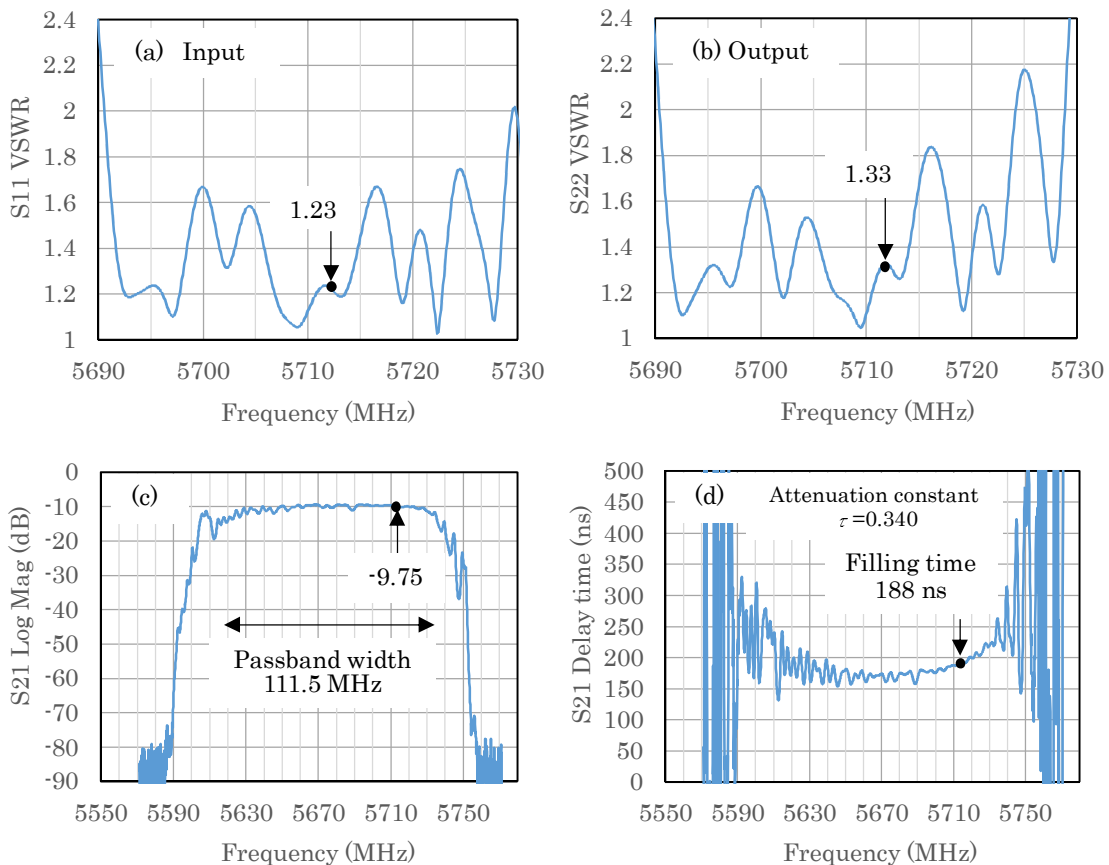 (a) Input
S11 VSWR
2.4
2.2
2
1.8
1.6
1.4
1.2
1
1.23
5690 5700 5710 5720 5730
Frequency (MHz)
(b) Output
S22 VSWR
2.4
2.2
2
1.8
1.6
1.4
1.2
1
1.33
5690 5700 5710 5720 5730
Frequency (MHz)
(c)
S21 Log Mag (dB)
0
-10
-20
-30
-40
-50
-60
-70
-80
-90
-9.75
Passband width
111.5 MHz
5550 5590 5630 5670 5710 5750
Frequency (MHz)
(d)
S21 Delay time (ns)
500
450
400
350
300
250
200
150
100
50
0
Attenuation constant
τ=0.340
Filling time
188 ns
5550 5590 5630 5670 5710 5750
Frequency (MHz)